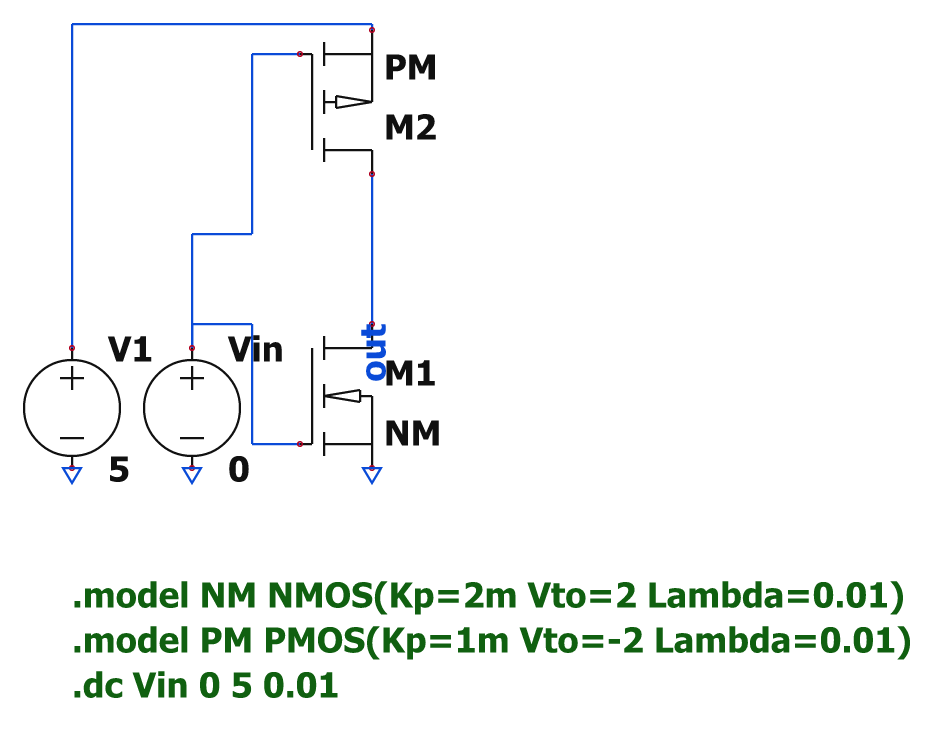 PM
M2
V1
Vin
out
M1
NM
5
0
.model NM NMOS(Kp=2m Vto=2 Lambda=0.01)
.model PM PMOS(Kp=1m Vto=-2 Lambda=0.01)
.dc Vin 0 5 0.01